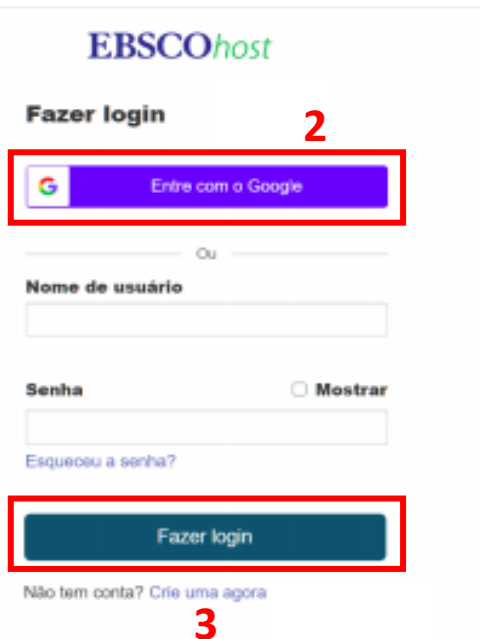 EBSCOhost
Fazer login
2
G Entre com o Google
Ou
Nome de usuário
Senha Mostrar
Esqueceu a senha?
Fazer login
Não tem conta? Crie uma agora
3